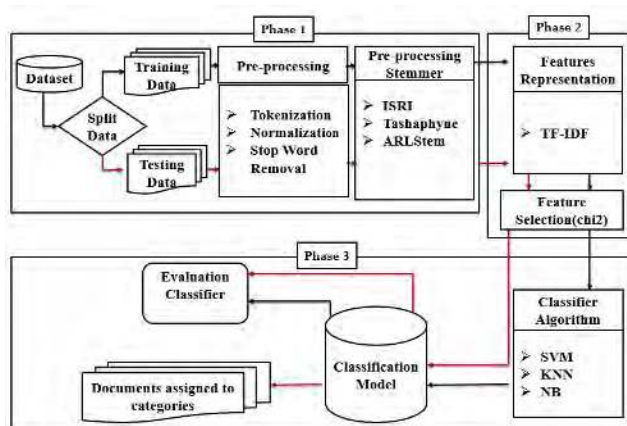 Phase 1
Phase 2
Dataset
Split
Data
Training
Data
Testing
Data
Pre-processing
➢ Tokenization
➢ Normalization
➢ Stop Word
Removal
Pre-processing
Stemmer
➢ ISRI
➢ Tashaphyne
➢ ARLStem
Features
Representation
➢ TF-IDF
Feature
Selection(chi2)
Phase 3
Evaluation
Classifier
Documents assigned to
categories
Classification
Model
Classifier
Algorithm
➢ SVM
➢ KNN
➢ NB